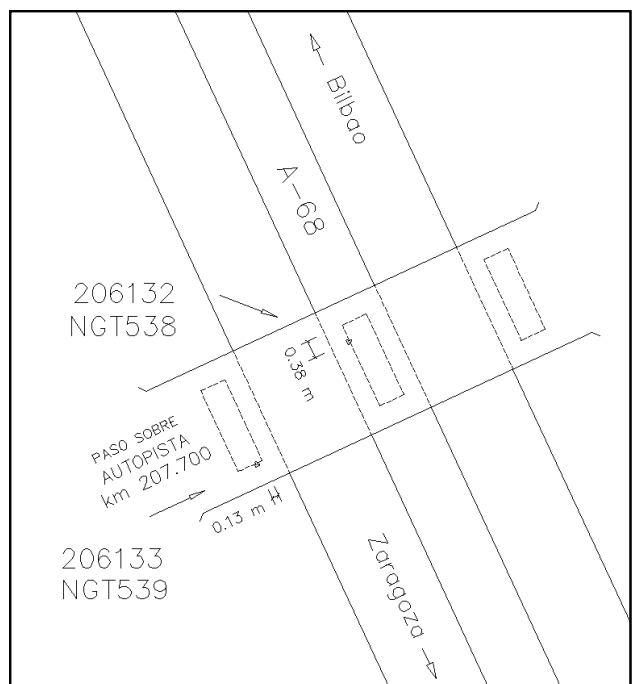 Bilbao
A-68
206132
NGT538
0.38 m
PASO SOBRE
AUTOPISTA
km 207.700
0.13 m
206133
NGT539
Zaragoza